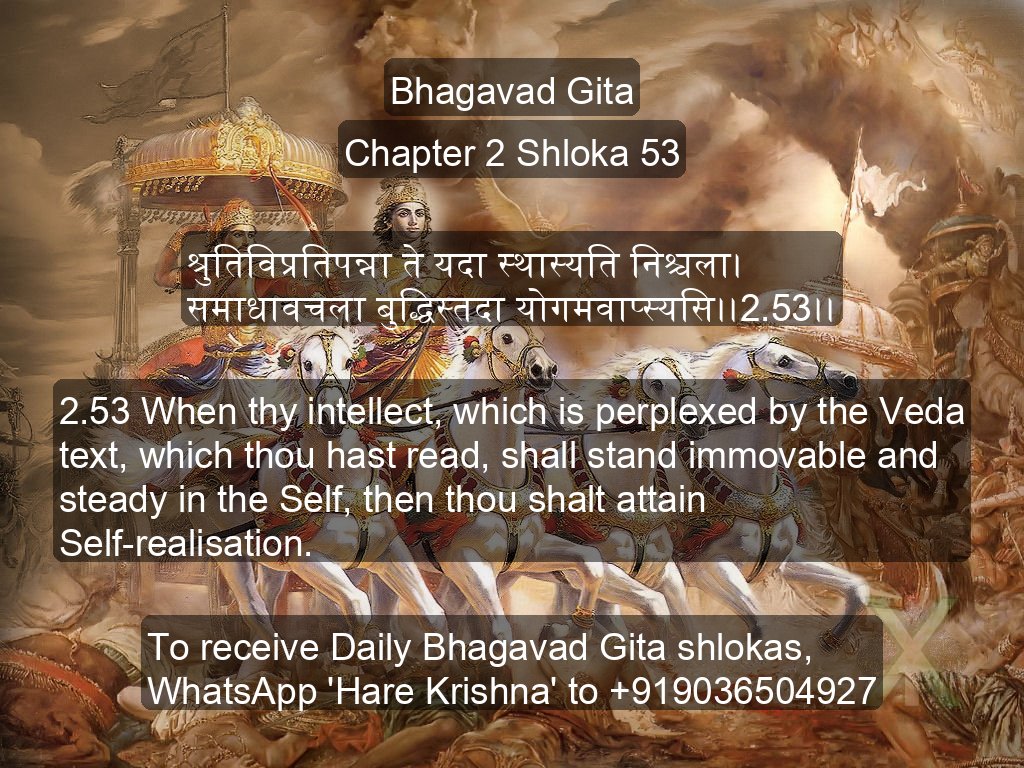 Bhagavad Gita
Chapter 2 Shloka 53
श्रुतिविप्रतिपन्ना ते यदा स्थास्यति निश्चला।
समाधावचला बुद्धिस्तदा योगमवाप्स्यसि।।2.53।।
2.53 When thy intellect, which is perplexed by the Veda
text, which thou hast read, shall stand immovable and
steady in the Self, then thou shalt attain
Self-realisation.
To receive Daily Bhagavad Gita shlokas,
WhatsApp 'Hare Krishna' to +919036504927